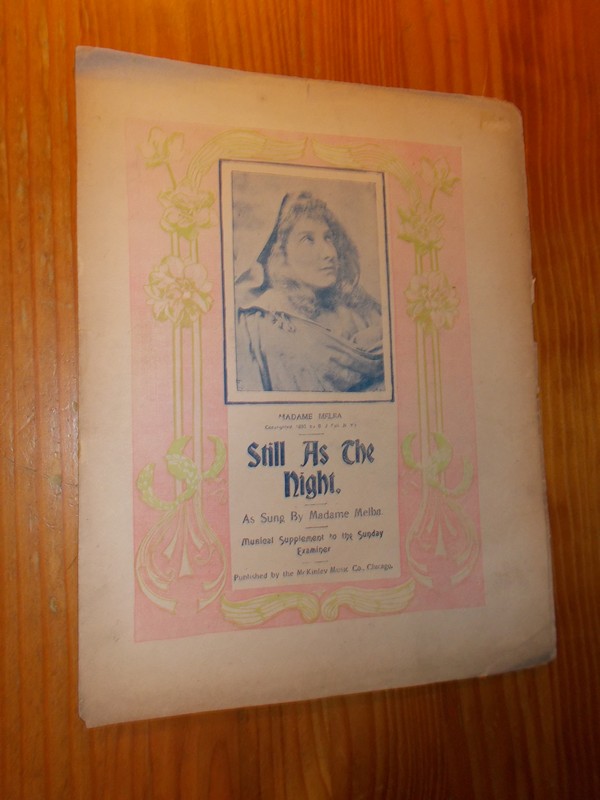 MADAME MELBA
Copyright
Still As The
Night.
As Sung By Madame Melba
Musical Supplement to the Sunday
Examiner
Published by the McKinley Music Co., Chicago.